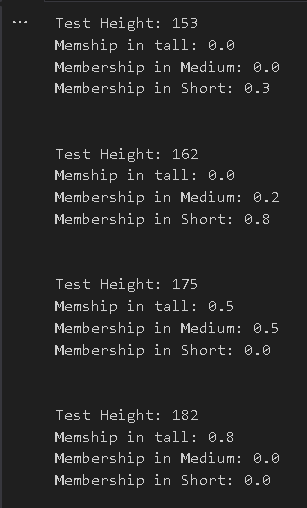 ...
Test Height: 153
Memship in tall: 0.0
Membership in Medium: 0.0
Membership in Short: 0.3
Test Height: 162
Memship in tall: 0.0
Membership in Medium: 0.2
Membership in Short: 0.8
Test Height: 175
Memship in tall: 0.5
Membership in Medium: 0.5
Membership in Short: 0.0
Test Height: 182
Memship in tall: 0.8
Membership in Medium: 0.0
Membership in Short: 0.0